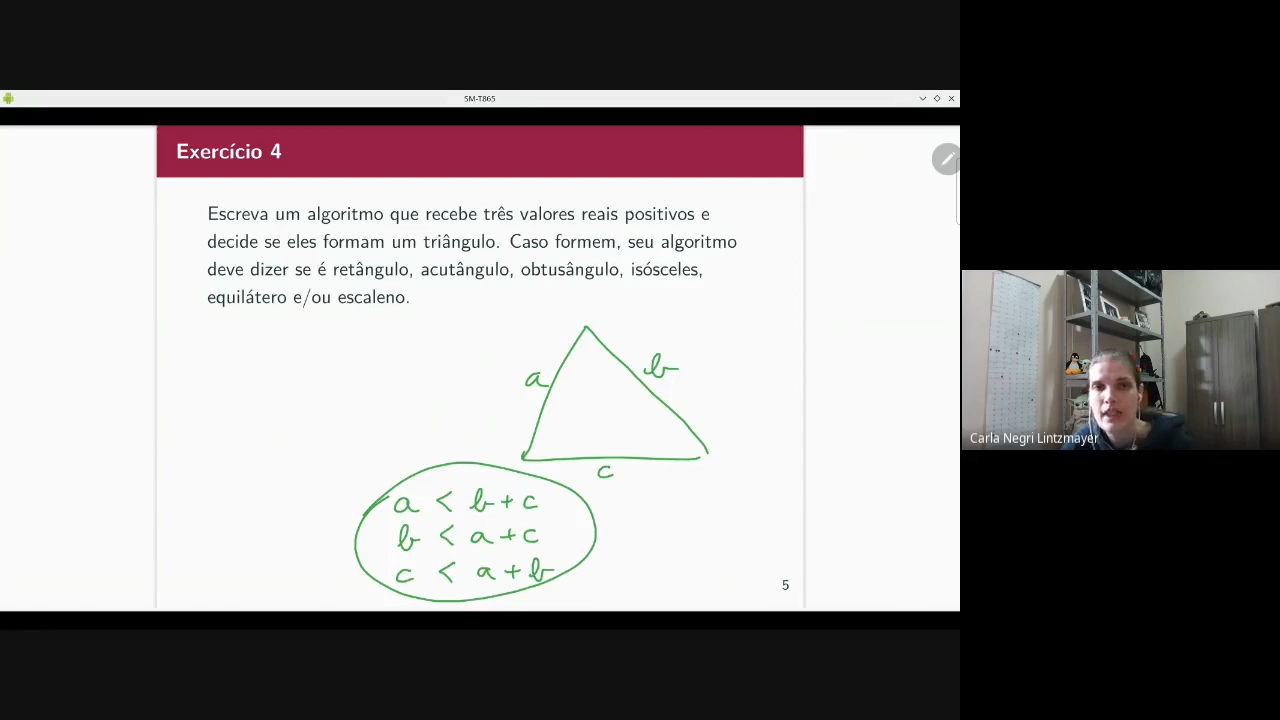 SM-T865
Exercício 4
Escreva um algoritmo que recebe três valores reais positivos e
decide se eles formam um triângulo. Caso formem, seu algoritmo
deve dizer se é retângulo, acutângulo, obtusângulo, isósceles,
equilátero e/ou escaleno.
a
b
c
a < b + c
b < a + c
c < a + b
5
Carla Negri Lintzmayer